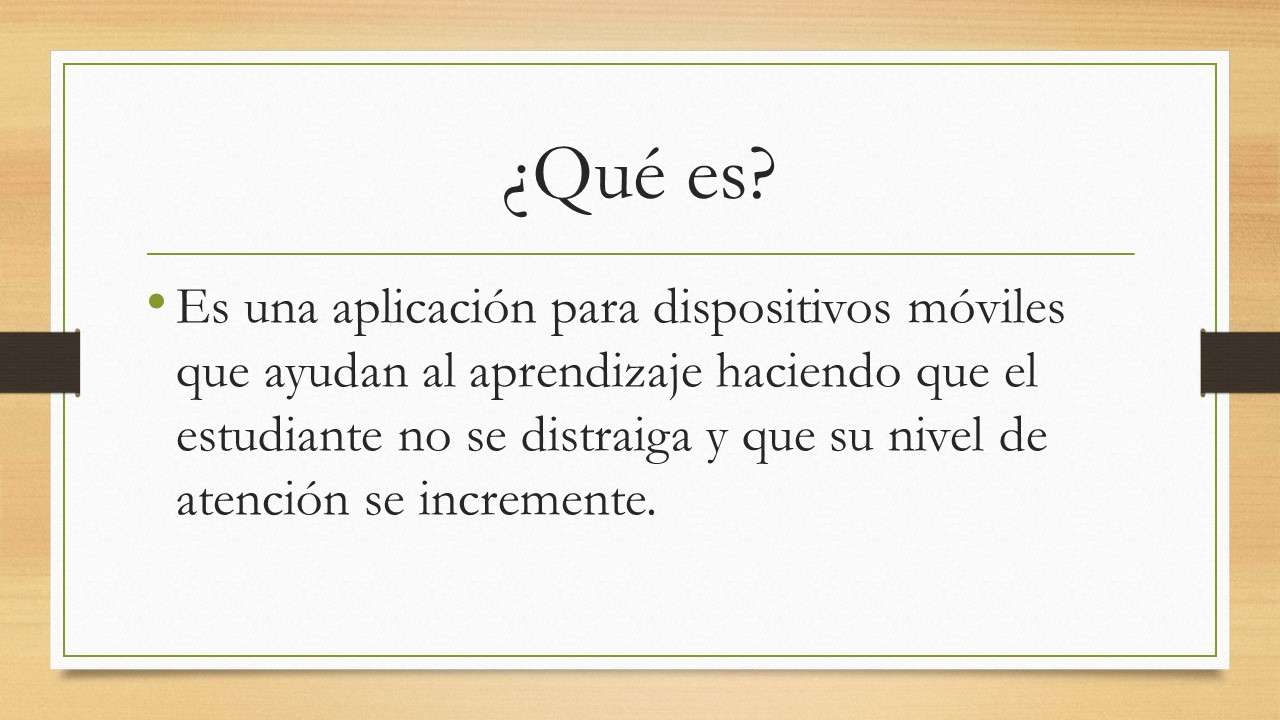 ¿Qué es?
• Es una aplicación para dispositivos móviles
que ayudan al aprendizaje haciendo que el
estudiante no se distraiga y que su nivel de
atención se incremente.